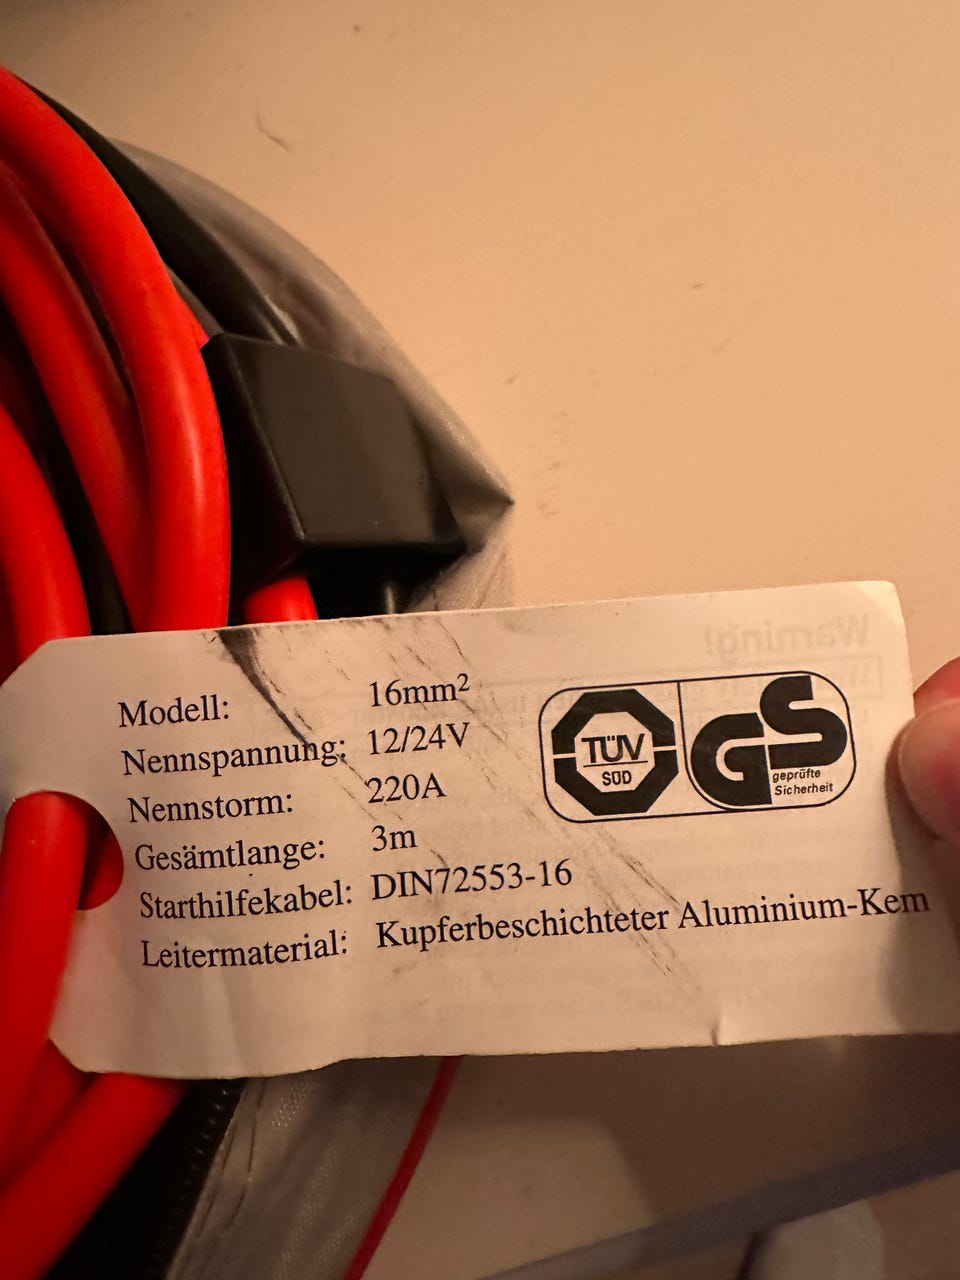 Modell: 16mm²
Nennspannung: 12/24V
Nennstorm: 220A
Gesämtlange: 3m
Starthilfekabel: DIN72553-16
Leitermaterial: Kupferbeschichteter Aluminium-Kem
TÜV
SÜD
GS
geprüfte
Sicherheit
Warning!